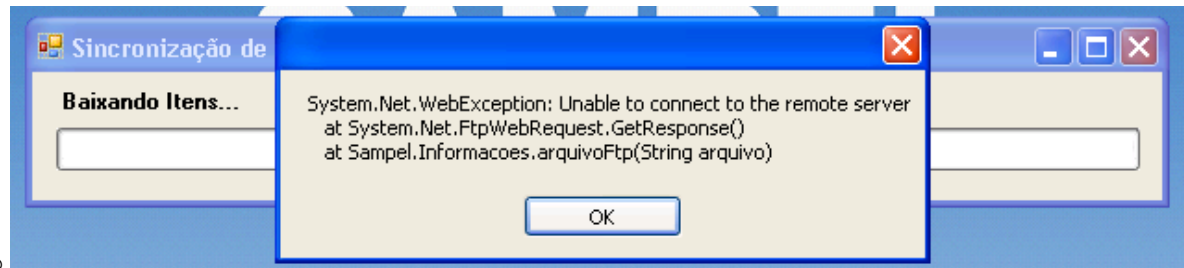 Sincronização de
Baixando Itens...
System.Net.WebException: Unable to connect to the remote server
at System.Net.FtpWebRequest.GetResponse()
at Sampel.Informacoes.arquivoFtp(String arquivo)
OK